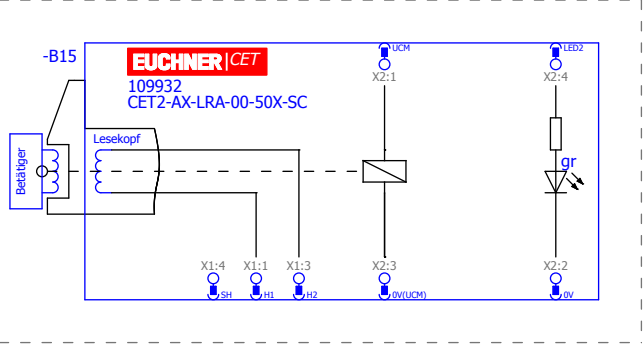 -B15
EUCHNER CET
109932
CET2-AX-LRA-00-50X-SC
UCM
X2:1
LED2
X2:4
Betätiger
Lesekopf
gr
X1:4
X1:1
X1:3
X2:3
X2:2
SH
H1
H2
0V(UCM)
0V